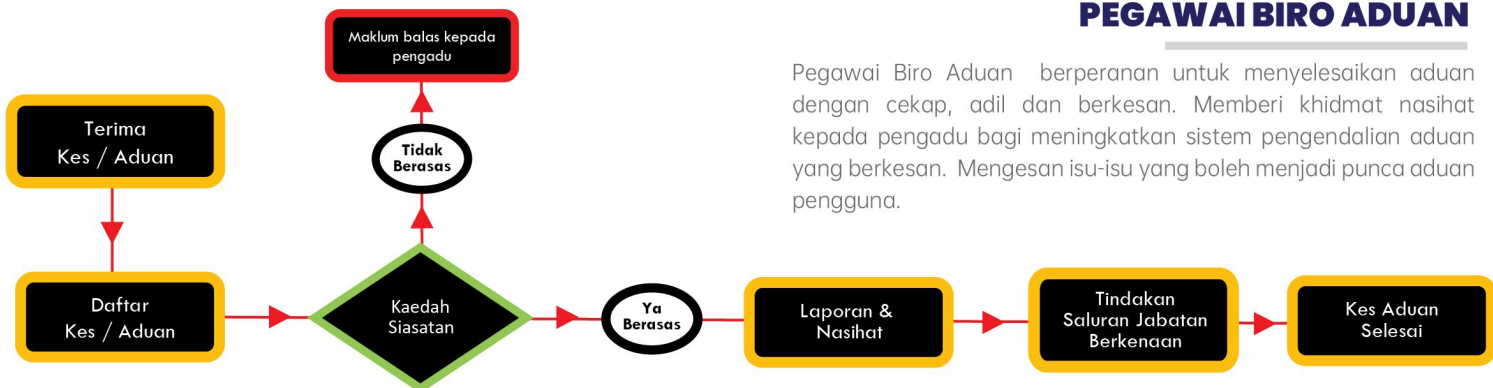 PEGAWAI BIRO ADUAN
Pegawai Biro Aduan berperanan untuk menyelesaikan aduan
dengan cekap, adil dan berkesan. Memberi khidmat nasihat
kepada pengadu bagi meningkatkan sistem pengendalian aduan
yang berkesan. Mengesan isu-isu yang boleh menjadi punca aduan
pengguna.
Terima
Kes / Aduan
Daftar
Kes / Aduan
Kaedah
Siasatan
Tidak
Berasas
Maklum balas kepada
pengadu
Ya
Berasas
Laporan &
Nasihat
Tindakan
Saluran Jabatan
Berkenaan
Kes Aduan
Selesai